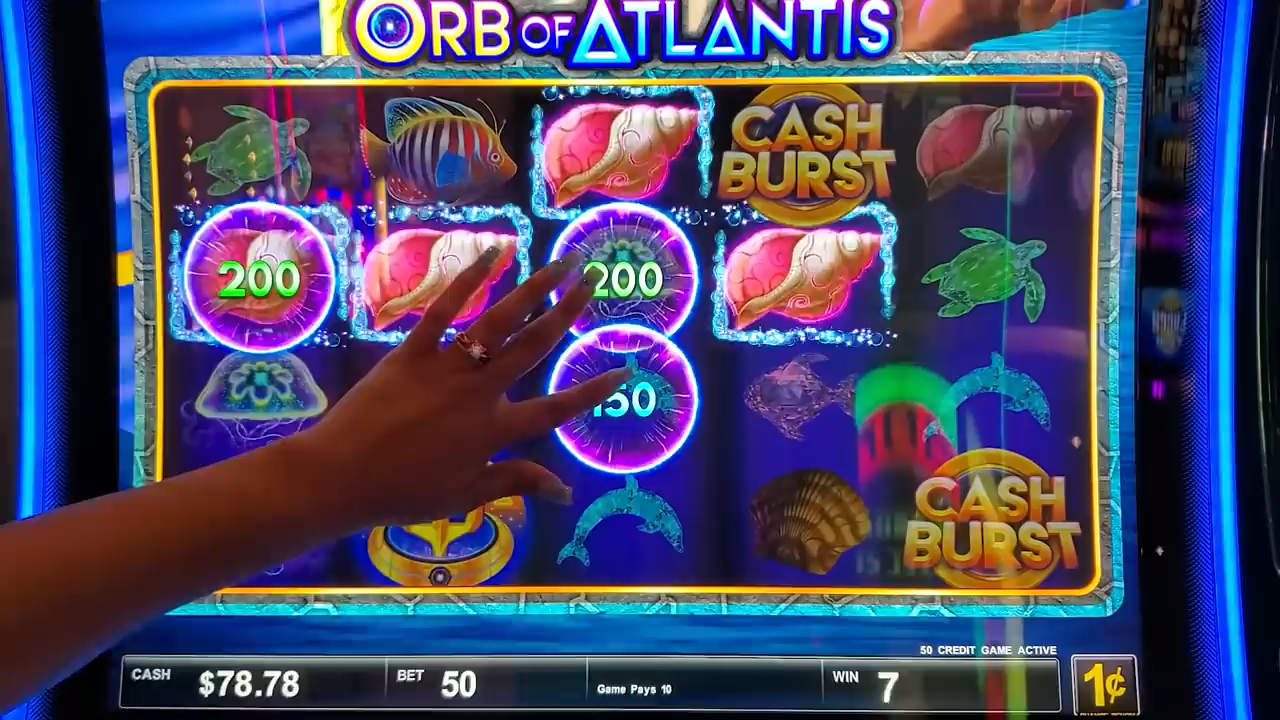 ORB OF ATLANTIS
CASH
BURST
200
200
150
CASH
BURST
50 CREDIT GAME ACTIVE
CASH $78.78 BET 50 Game Pays 10 WIN 7 1¢